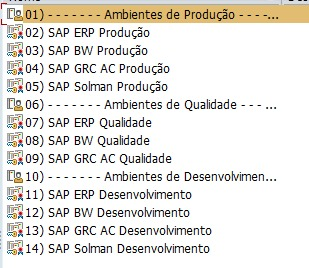 01) - - - - - - - Ambientes de Produção - - - -...
02) SAP ERP Produção
03) SAP BW Produção
04) SAP GRC AC Produção
05) SAP Solman Produção
06) - - - - - - - Ambientes de Qualidade - - - ...
07) SAP ERP Qualidade
08) SAP BW Qualidade
09) SAP GRC AC Qualidade
10) - - - - - - - Ambientes de Desenvolvimen...
11) SAP ERP Desenvolvimento
12) SAP BW Desenvolvimento
13) SAP GRC AC Desenvolvimento
14) SAP Solman Desenvolvimento